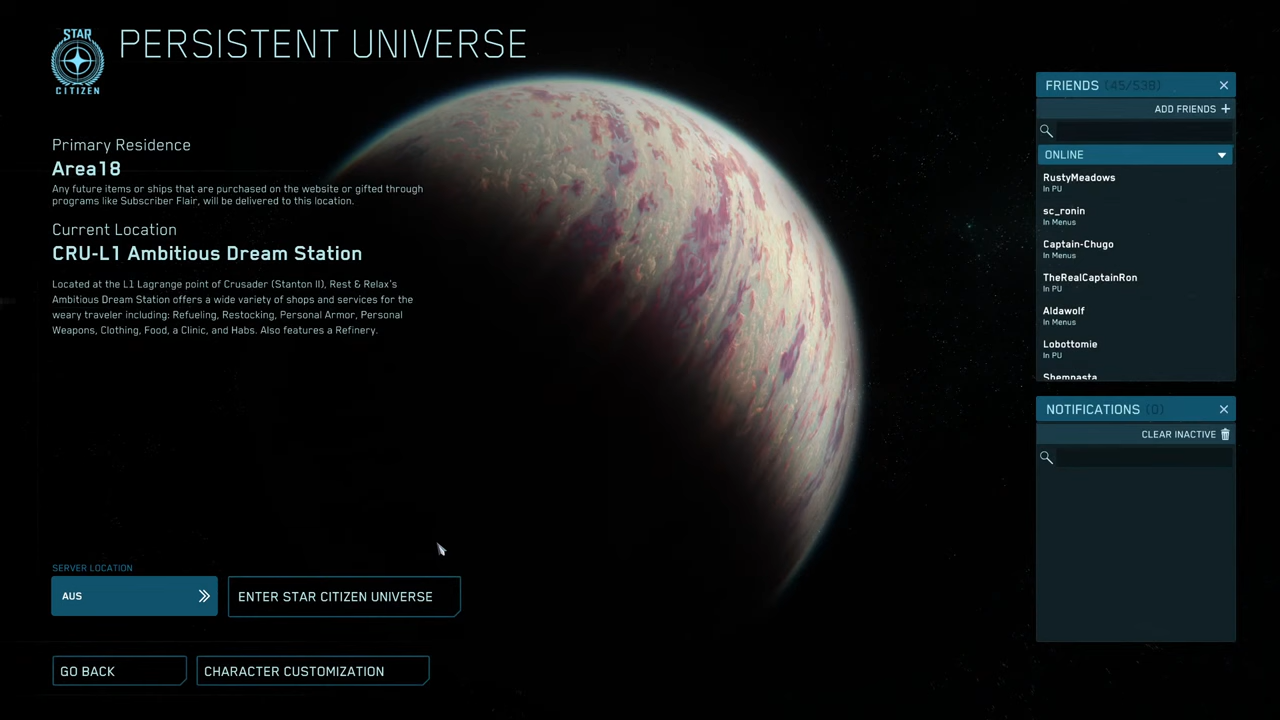 STAR
CITIZEN
PERSISTENT UNIVERSE
Primary Residence
Area18
Any future items or ships that are purchased on the website or gifted through
programs like Subscriber Flair, will be delivered to this location.
Current Location
CRU-L1 Ambitious Dream Station
Located at the L1 Lagrange point of Crusader (Stanton II), Rest & Relax's
Ambitious Dream Station offers a wide variety of shops and services for the
weary traveler including: Refueling, Restocking, Personal Armor, Personal
Weapons, Clothing, Food, a Clinic, and Habs. Also features a Refinery.
SERVER LOCATION
AUS
ENTER STAR CITIZEN UNIVERSE
GO BACK
CHARACTER CUSTOMIZATION
FRIENDS (45/538)
ADD FRIENDS +
ONLINE
RustyMeadows
In PU
sc_ronin
In Menus
Captain-Chugo
In Menus
TheRealCaptainRon
In PU
Aldawolf
In Menus
Lobottomie
In PU
Shempasta
NOTIFICATIONS (0)
CLEAR INACTIVE